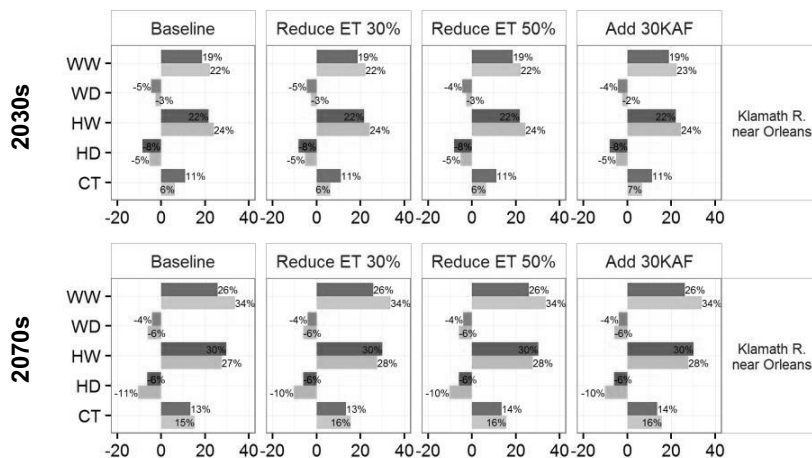 Baseline Reduce ET 30% Reduce ET 50% Add 30KAF
2030s
WW 19% 19% 19% 19%
22% 22% 22% 23%
WD -5% -5% -4% -4%
-3% -3% -3% -2%
HW 22% 22% 22% 22%
24% 24% 24% 24%
HD -8% -8% -8% -8%
-5% -5% -5% -5%
CT 11% 11% 11% 11%
6% 6% 6% 7%
Klamath R.
near Orleans
-20 0 20 40 -20 0 20 40 -20 0 20 40 -20 0 20 40
Baseline Reduce ET 30% Reduce ET 50% Add 30KAF
2070s
WW 26% 26% 26% 26%
34% 34% 34% 34%
WD -4% -4% -4% -4%
-6% -6% -6% -6%
HW 30% 30% 30% 30%
27% 28% 28% 28%
HD -6% -6% -6% -6%
-11% -10% -10% -10%
CT 13% 13% 14% 14%
15% 16% 16% 16%
Klamath R.
near Orleans
-20 0 20 40 -20 0 20 40 -20 0 20 40 -20 0 20 40